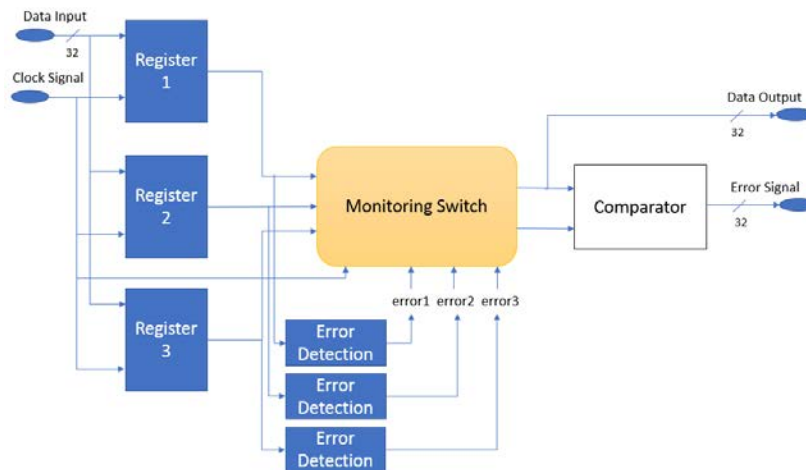 Data Input
32
Clock Signal
Register
1
Register
2
Register
3
Monitoring Switch
Data Output
32
Comparator
Error Signal
32
error1
error2
error3
Error
Detection
Error
Detection
Error
Detection